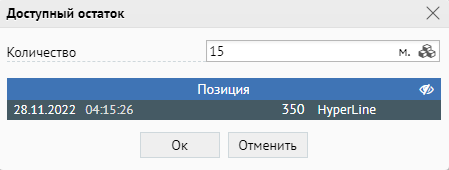 Доступный остаток
Количество 15 м.
Позиция
28.11.2022 04:15:26 350 HyperLine
Ок Отменить